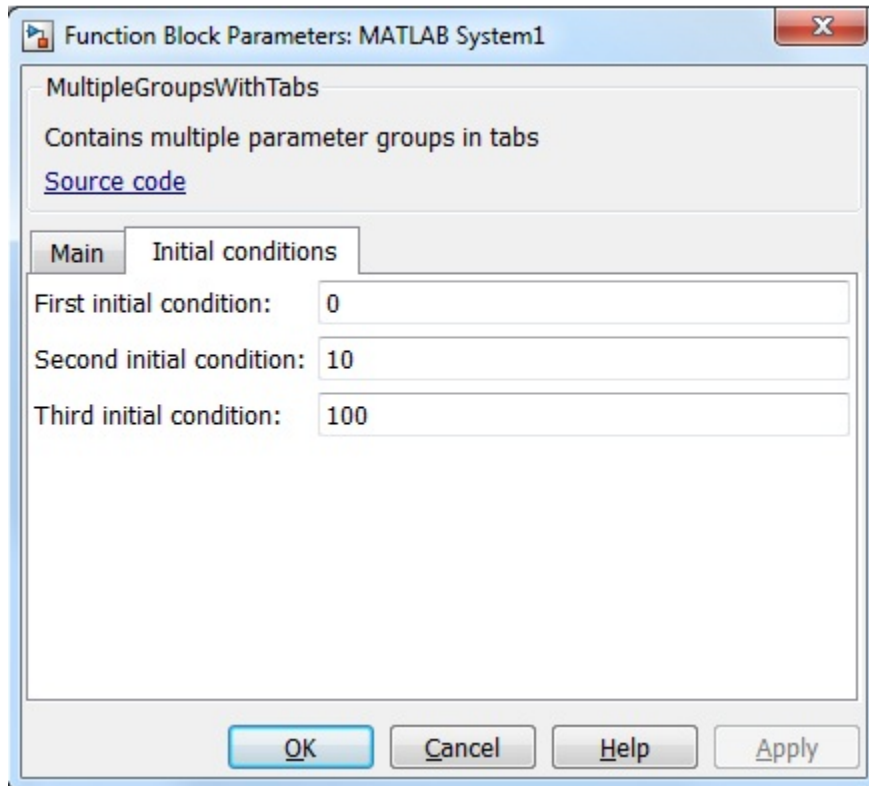 Function Block Parameters: MATLAB System1
MultipleGroupsWithTabs
Contains multiple parameter groups in tabs
Source code
Main Initial conditions
First initial condition: 0
Second initial condition: 10
Third initial condition: 100
OK Cancel Help Apply